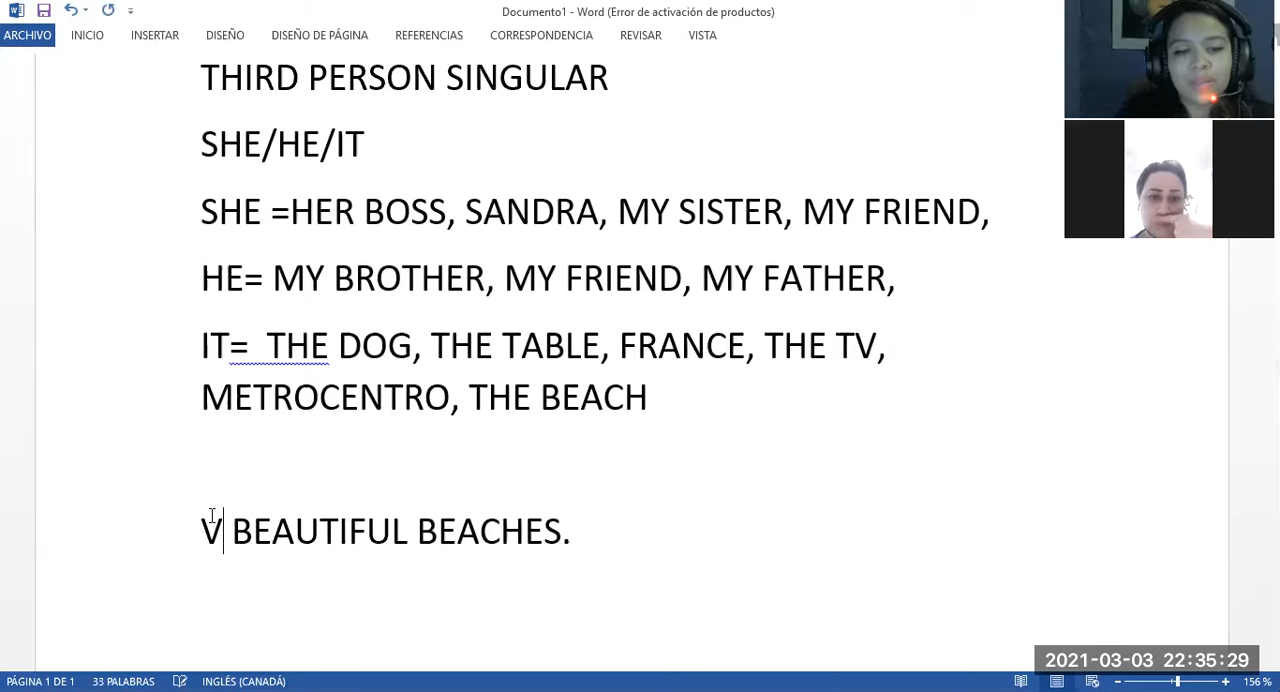 Documento1 - Word (Error de activación de productos)
ARCHIVO INICIO INSERTAR DISEÑO DISEÑO DE PÁGINA REFERENCIAS CORRESPONDENCIA REVISAR VISTA
THIRD PERSON SINGULAR
SHE/HE/IT
SHE =HER BOSS, SANDRA, MY SISTER, MY FRIEND,
HE= MY BROTHER, MY FRIEND, MY FATHER,
IT=  THE DOG, THE TABLE, FRANCE, THE TV,
METROCENTRO, THE BEACH
V BEAUTIFUL BEACHES.
2021-03-03 22:35:29
PÁGINA 1 DE 1 33 PALABRAS INGLÉS (CANADÁ) 156 %